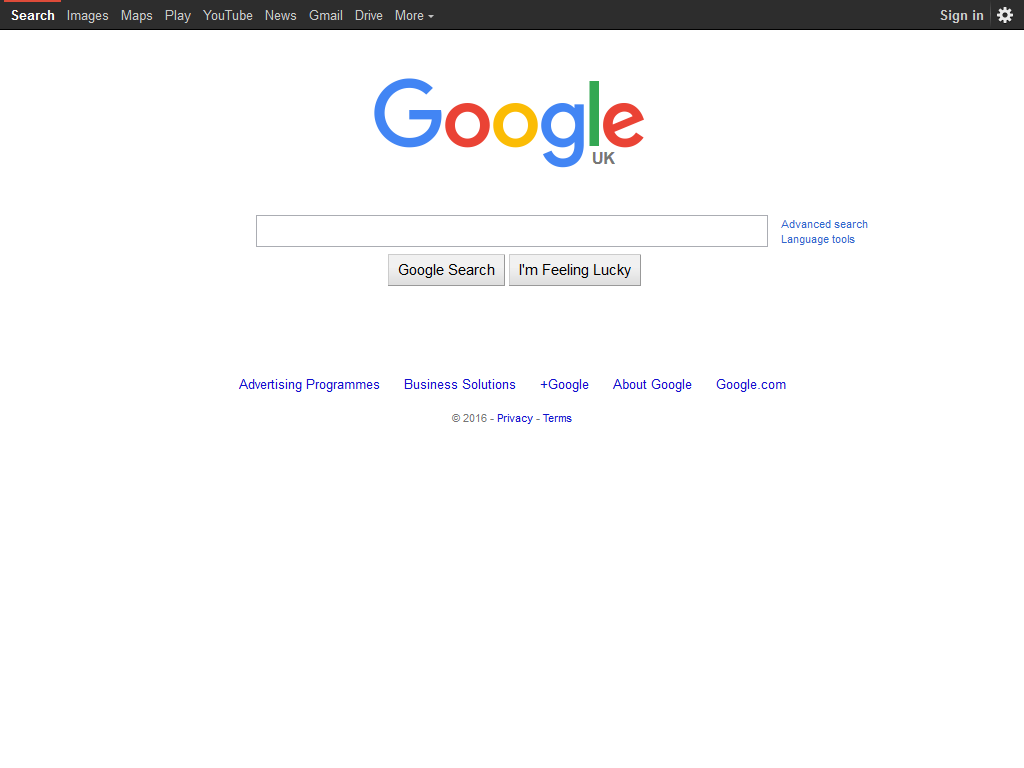 Search Images Maps Play YouTube News Gmail Drive More Sign in
Google
UK
Advanced search
Language tools
Google Search I'm Feeling Lucky
Advertising Programmes Business Solutions +Google About Google Google.com
© 2016 - Privacy - Terms